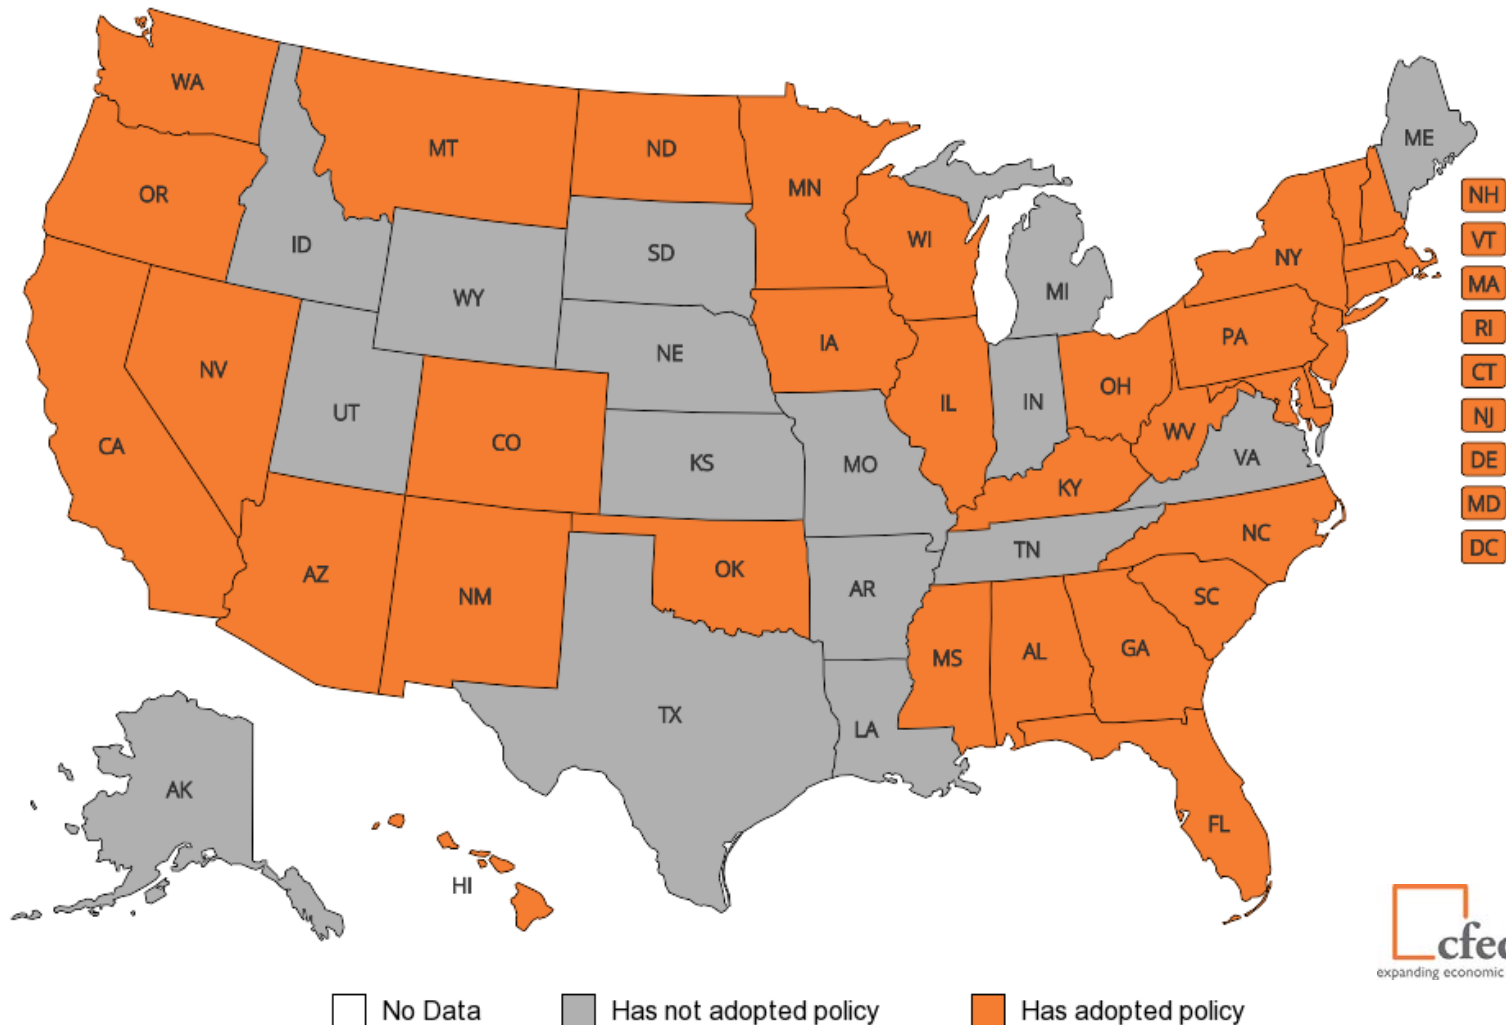 WA
MT
ND
MN
ME
OR
ID
SD
WI
NY
NH
VT
WY
MI
MA
RI
NV
NE
IA
PA
CT
UT
IL
IN
OH
NJ
CA
CO
KS
MO
WV
VA
DE
KY
MD
AZ
NM
OK
AR
TN
NC
DC
SC
MS
AL
GA
TX
LA
AK
HI
FL
cfed
expanding economic
No Data
Has not adopted policy
Has adopted policy